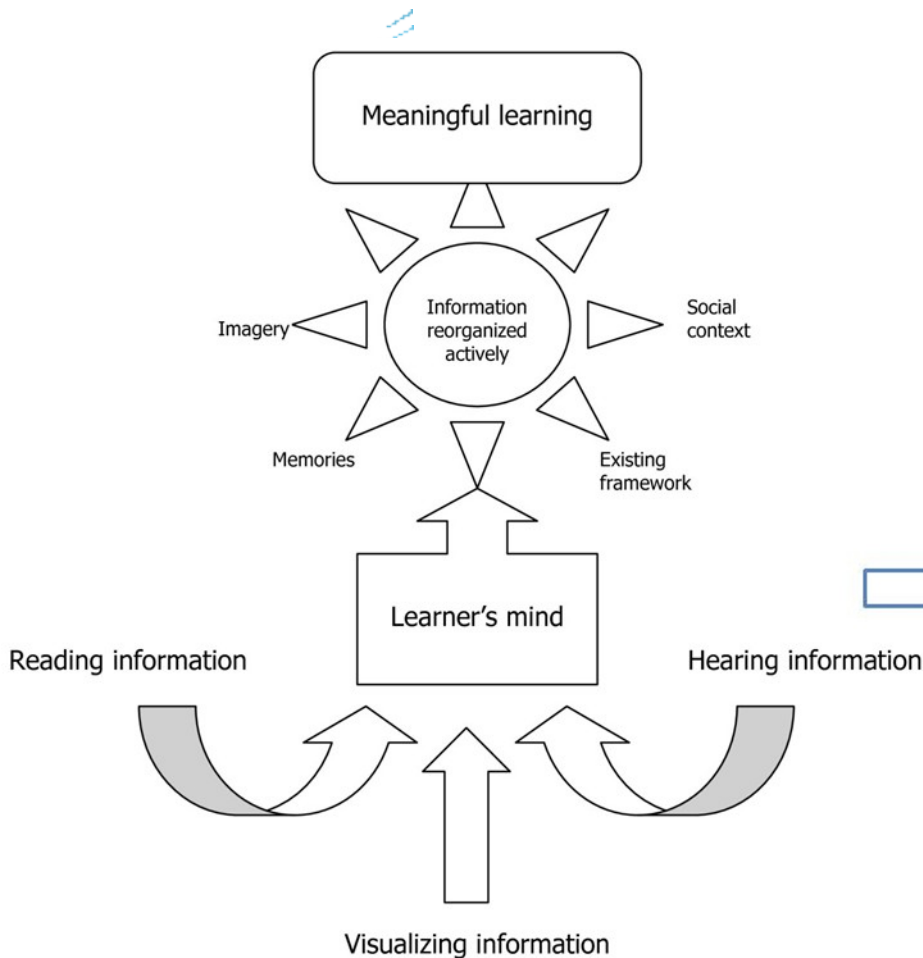 Meaningful learning
Information
reorganized
actively
Imagery
Social
context
Memories
Existing
framework
Learner's mind
Reading information
Hearing information
Visualizing information